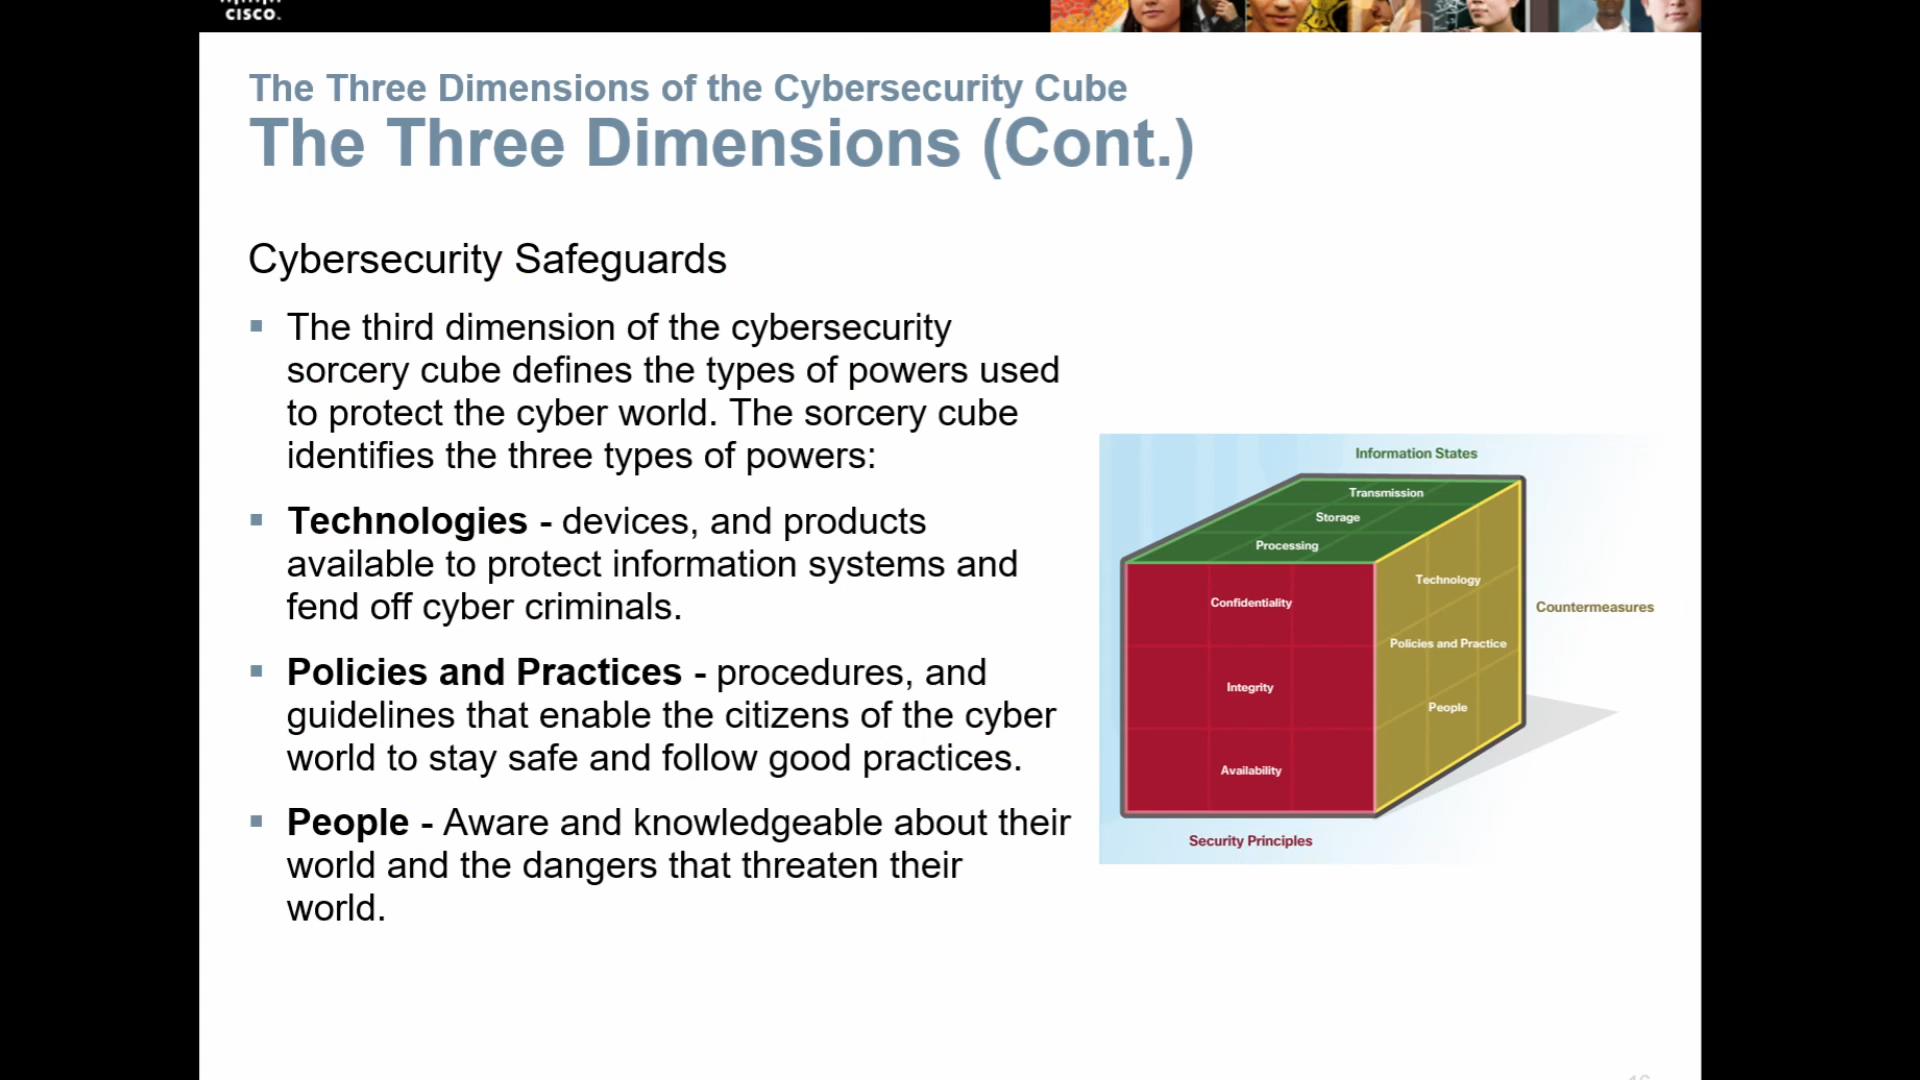 CISCO.
The Three Dimensions of the Cybersecurity Cube
The Three Dimensions (Cont.)
Cybersecurity Safeguards
The third dimension of the cybersecurity
sorcery cube defines the types of powers used
to protect the cyber world. The sorcery cube
identifies the three types of powers:
Technologies - devices, and products
available to protect information systems and
fend off cyber criminals.
Policies and Practices - procedures, and
guidelines that enable the citizens of the cyber
world to stay safe and follow good practices.
People - Aware and knowledgeable about their
world and the dangers that threaten their
world.
Information States
Transmission
Storage
Processing
Confidentiality
Integrity
Availability
Technology
Policies and Practice
People
Countermeasures
Security Principles